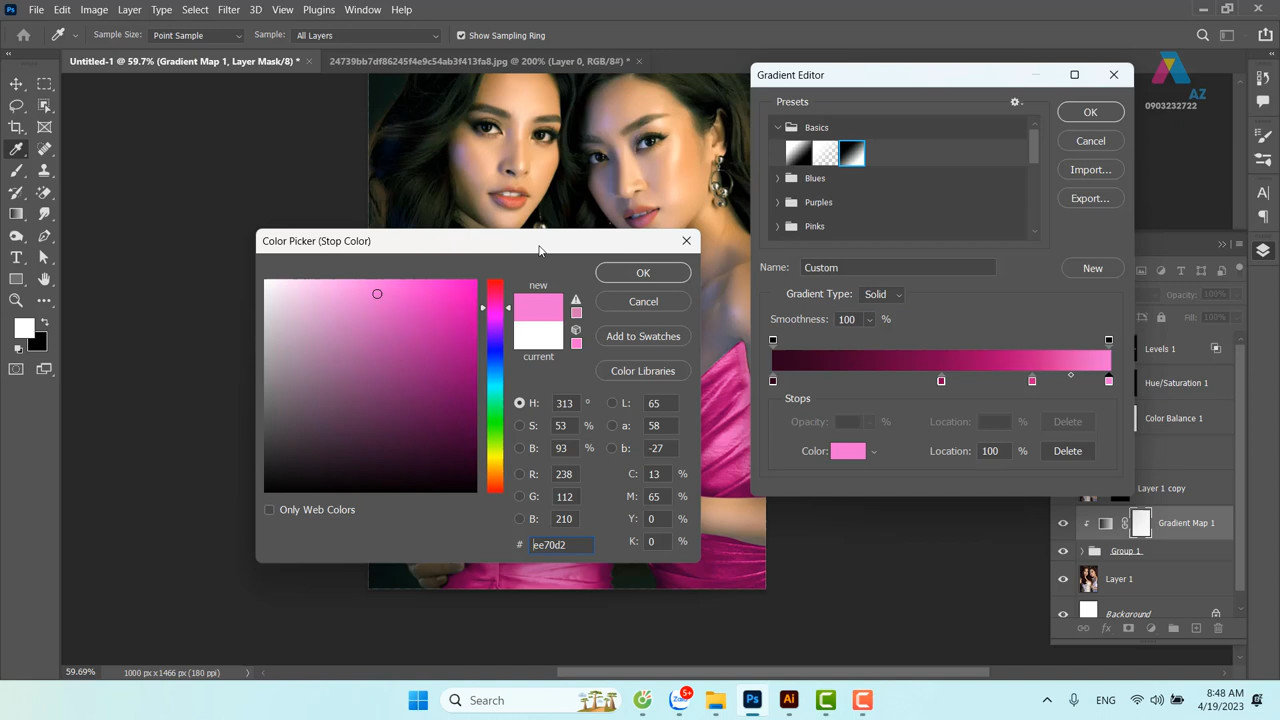 Ps File Edit Image Layer Type Select Filter 3D View Plugins Window Help
Sample Size: Point Sample Sample: All Layers Show Sampling Ring
Untitled-1 @ 59.7% (Gradient Map 1, Layer Mask/8) * 24739bb7df86245f4e9c54ab3f413fa8.jpg @ 200% (Layer 0, RGB/8#) *
AZ
0903232722
Gradient Editor
Presets
Basics
Blues
Purples
Pinks
OK
Cancel
Import...
Export...
Name: Custom New
Gradient Type: Solid
Smoothness: 100 %
Stops
Opacity: % Location: % Delete
Color: Location: 100 % Delete
Color Picker (Stop Color)
new
current
OK
Cancel
Add to Swatches
Color Libraries
H: 313 ° L: 65
S: 53 % a: 58
B: 93 % b: -27
R: 238 C: 13 %
G: 112 M: 65 %
B: 210 Y: 0 %
# ee70d2 K: 0 %
Only Web Colors
Opacity: 100%
Fill: 100%
Levels 1
Hue/Saturation 1
Color Balance 1
Layer 1 copy
Gradient Map 1
Group 1
Layer 1
Background
fx
59.69% 1000 px x 1466 px (180 ppi)
Search
Zalo
5+
Ps
Ai
C
C
ENG
8:48 AM
4/19/2023